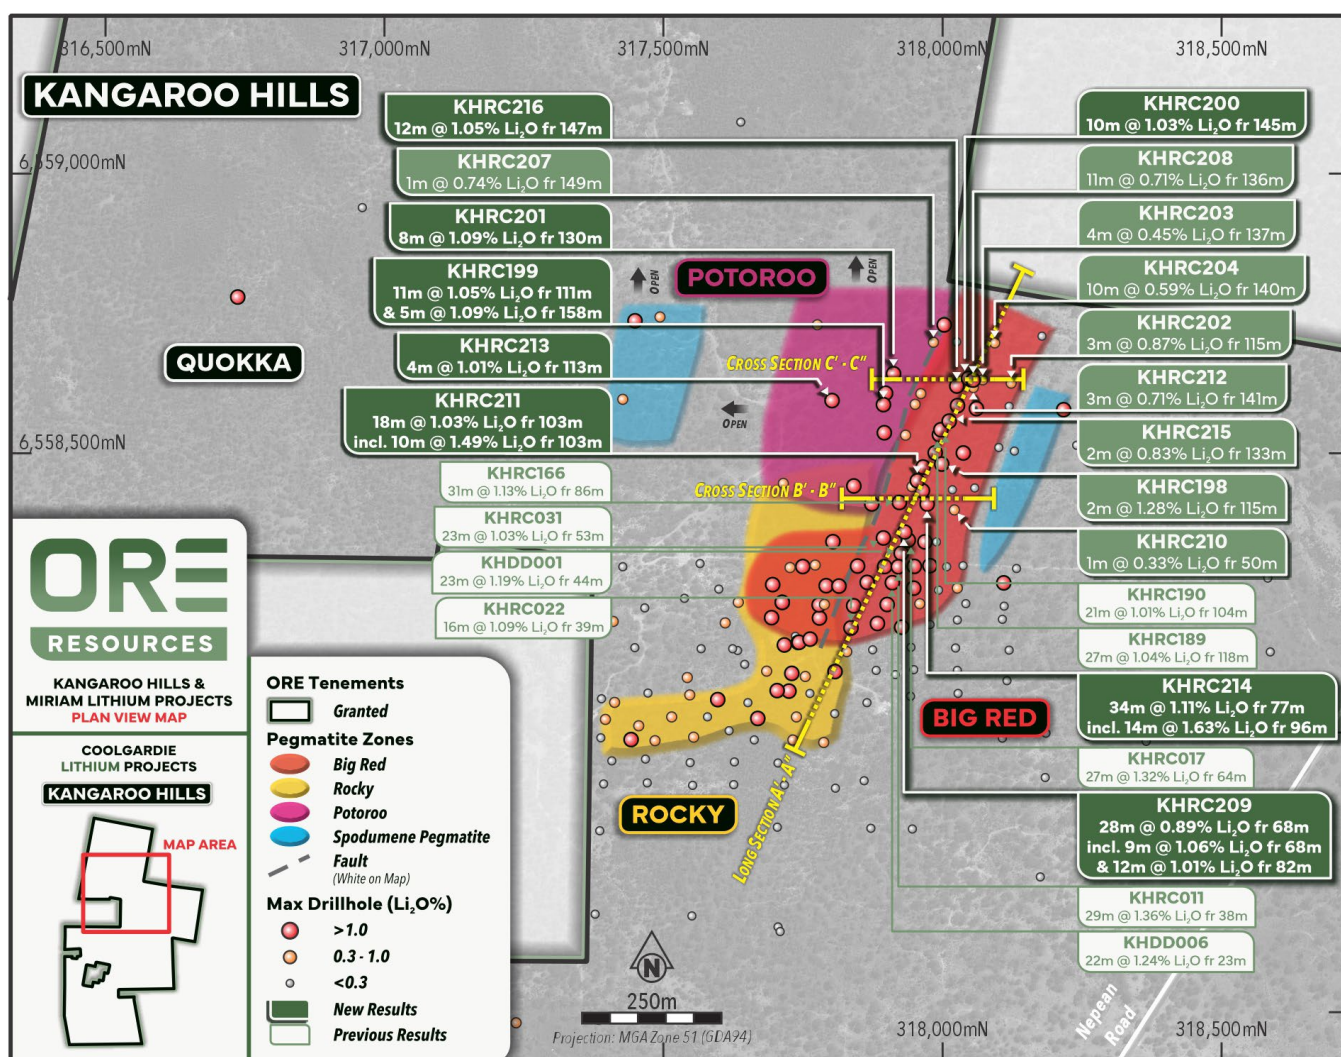 316,500mN
317,000mN
317,500mN
318,000mN
318,500mN
KANGAROO HILLS
6,559,000mN
6,558,500mN
KHRC216
12m @ 1.05% Li₂O fr 147m
KHRC207
1m @ 0.74% Li₂O fr 149m
KHRC201
8m @ 1.09% Li₂O fr 130m
KHRC199
11m @ 1.05% Li₂O fr 111m
& 5m @ 1.09% Li₂O fr 158m
KHRC213
4m @ 1.01% Li₂O fr 113m
KHRC211
18m @ 1.03% Li₂O fr 103m
incl. 10m @ 1.49% Li₂O fr 103m
KHRC166
31m @ 1.13% Li₂O fr 86m
KHRC031
23m @ 1.03% Li₂O fr 53m
KHDD001
23m @ 1.19% Li₂O fr 44m
KHRC022
16m @ 1.09% Li₂O fr 39m
QUOKKA
POTOROO
OPEN
OPEN
OPEN
CROSS SECTION C' - C"
CROSS SECTION B' - B"
LONG SECTION A' - A"
ROCKY
BIG RED
KHRC200
10m @ 1.03% Li₂O fr 145m
KHRC208
11m @ 0.71% Li₂O fr 136m
KHRC203
4m @ 0.45% Li₂O fr 137m
KHRC204
10m @ 0.59% Li₂O fr 140m
KHRC202
3m @ 0.87% Li₂O fr 115m
KHRC212
3m @ 0.71% Li₂O fr 141m
KHRC215
2m @ 0.83% Li₂O fr 133m
KHRC198
2m @ 1.28% Li₂O fr 115m
KHRC210
1m @ 0.33% Li₂O fr 50m
KHRC190
21m @ 1.01% Li₂O fr 104m
KHRC189
27m @ 1.04% Li₂O fr 118m
KHRC214
34m @ 1.11% Li₂O fr 77m
incl. 14m @ 1.63% Li₂O fr 96m
KHRC017
27m @ 1.32% Li₂O fr 64m
KHRC209
28m @ 0.89% Li₂O fr 68m
incl. 9m @ 1.06% Li₂O fr 68m
& 12m @ 1.01% Li₂O fr 82m
KHRC011
29m @ 1.36% Li₂O fr 38m
KHDD006
22m @ 1.24% Li₂O fr 23m
ORE
RESOURCES
KANGAROO HILLS &
MIRIAM LITHIUM PROJECTS
PLAN VIEW MAP
COOLGARDIE
LITHIUM PROJECTS
KANGAROO HILLS
MAP AREA
ORE Tenements
Granted
Pegmatite Zones
Big Red
Rocky
Potoroo
Spodumene Pegmatite
Fault
(White on Map)
Max Drillhole (Li₂O%)
>1.0
0.3 - 1.0
<0.3
New Results
Previous Results
N
250m
Projection: MGA Zone 51 (GDA94)
Nepean
Road
318,000mN
318,500mN